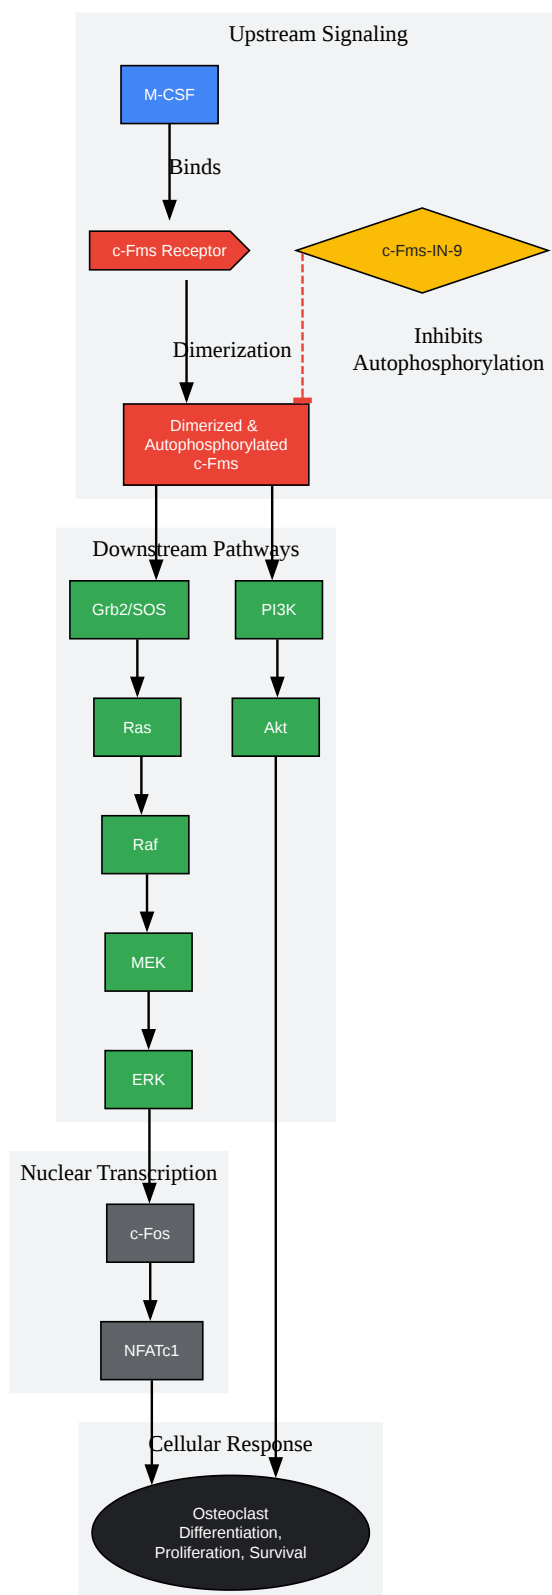 Upstream Signaling
M-CSF
Binds
c-Fms Receptor
c-Fms-IN-9
Dimerization
Inhibits
Autophosphorylation
Dimerized &
Autophosphorylated
c-Fms
Downstream Pathways
Grb2/SOS
PI3K
Ras
Akt
Raf
MEK
ERK
Nuclear Transcription
c-Fos
NFATc1
Cellular Response
Osteoclast
Differentiation,
Proliferation, Survival